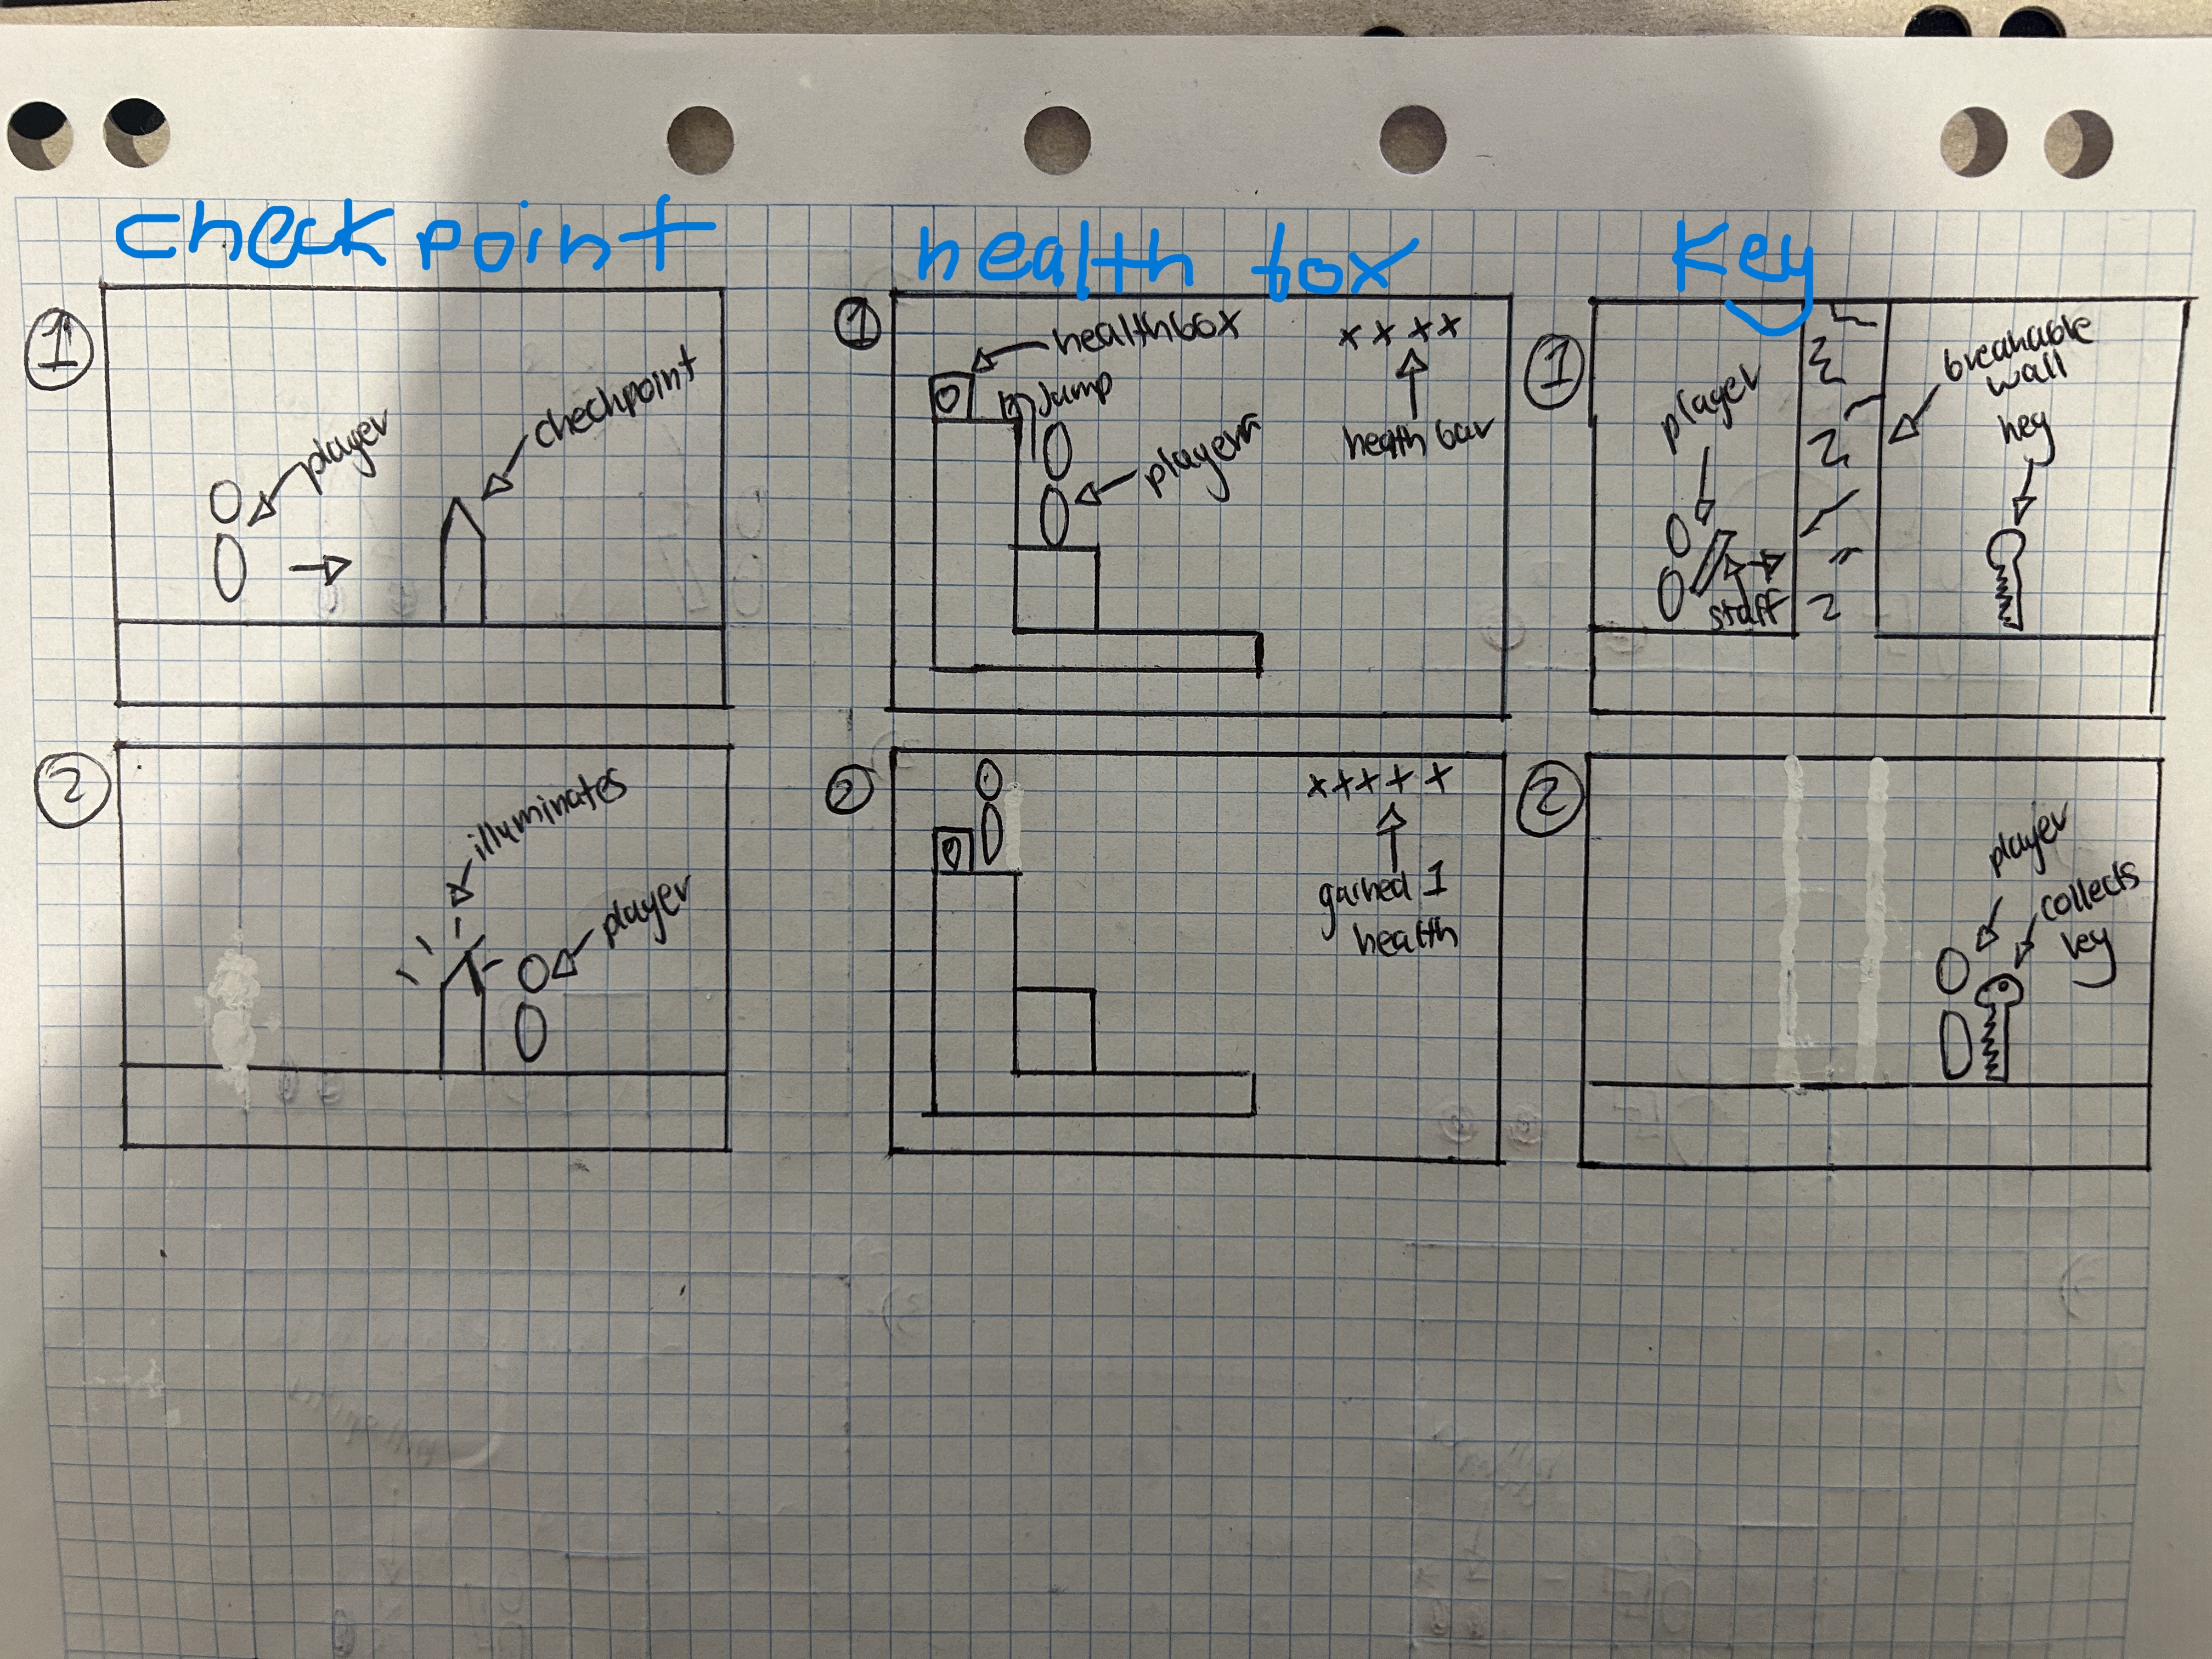 checkpoint
health box
Key
1
player
checkpoint
1
healthbox
Jump
player
x x x x
health bar
1
player
staff
breakable
wall
key
2
illuminates
player
2
x x x x x
gained 1
health
2
player
collects
key